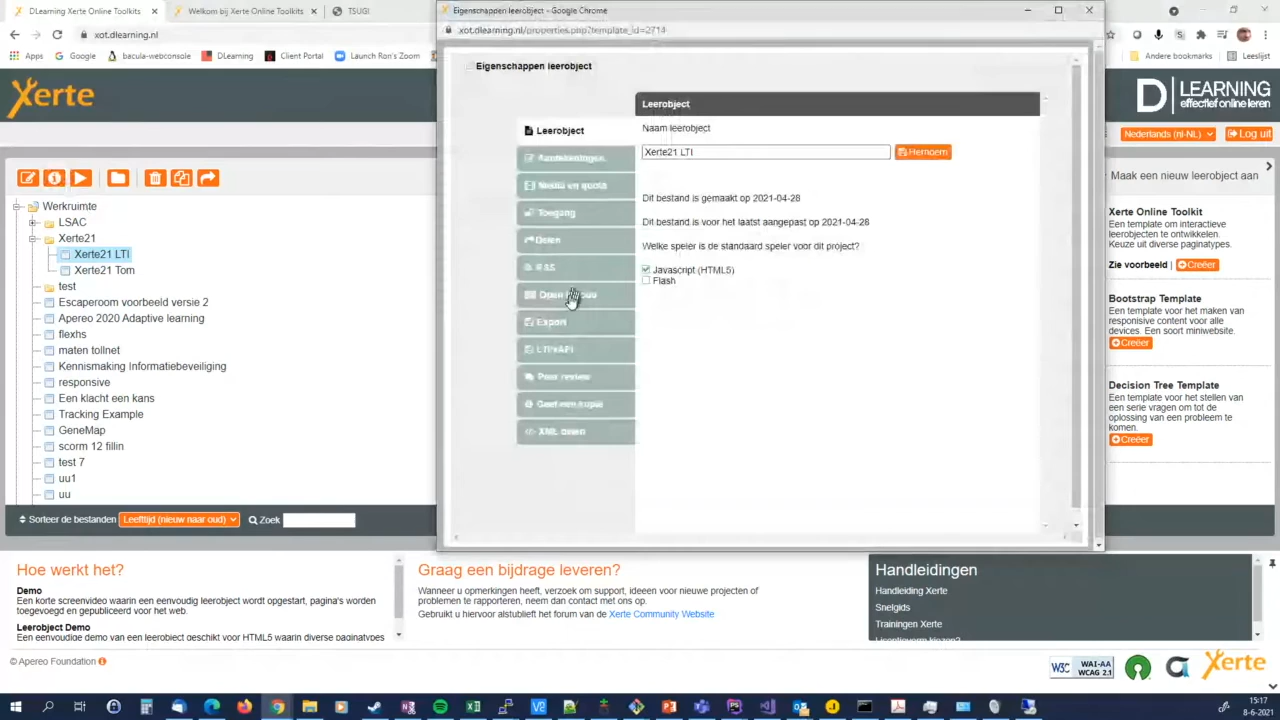 DLearning Xerte Online Toolkits
Welkom bij Xerte Online Toolkits
TSUGI
Eigenschappen leerobject - Google Chrome
xot.dlearning.nl
xot.dlearning.nl/properties.php?template_id=2714
Apps
Google
bacula-webconsole
DLearning
Client Portal
Launch Ron's Zoom
Andere bookmarks
Leeslijst
Xerte
D LEARNING
effectief online leren
Nederlands (nl-NL)
Log uit
Werkruimte
LSAC
Xerte21
Xerte21 LTI
Xerte21 Tom
test
Escaperoom voorbeeld versie 2
Apereo 2020 Adaptive learning
flexhs
maten tollnet
Kennismaking Informatiebeveiling
responsive
Een klacht een kans
Tracking Example
GeneMap
scorm 12 fillin
test 7
uu1
uu
Sorteer de bestanden
Leeftijd (nieuw naar oud)
Zoek
Eigenschappen leerobject
Leerobject
Aantekeningen
Media en quota
Toegang
Delen
RSS
Open
Export
LTI/xAPI
Peer review
Geef een kopie
XML delen
Leerobject
Naam leerobject
Xerte21 LTI
Hernoem
Dit bestand is gemaakt op 2021-04-28
Dit bestand is voor het laatst aangepast op 2021-04-28
Welke speler is de standaard speler voor dit project?
Javascript (HTML5)
Flash
Maak een nieuw leerobject aan
Xerte Online Toolkit
Een template om interactieve
leerobjecten te ontwikkelen.
Keuze uit diverse paginatypes.
Zie voorbeeld | Creëer
Bootstrap Template
Een template voor het maken van
responisive content voor alle
devices. Een soort miniwebsite.
Creëer
Decision Tree Template
Een template voor het stellen van
een serie vragen om tot de
oplossing van een probleem te
komen.
Creëer
Hoe werkt het?
Demo
Een korte screenvideo waarin een eenvoudig leerobject wordt opgestart, pagina's worden
toegevoegd en gepubliceerd voor het web.
Leerobject Demo
Een eenvoudige demo van een leerobject geschikt voor HTML5 waarin diverse paginatypes
Graag een bijdrage leveren?
Wanneer u opmerkingen heeft, verzoek om support, ideeen voor nieuwe projecten of
problemen te rapporteren, neem dan contact met ons op.
Gebruikt u hiervoor alstublieft het forum van de Xerte Community Website
Handleidingen
Handleiding Xerte
Snelgids
Trainingen Xerte
Licentievorm kiezen?
© Apereo Foundation
W3C WAI-AA
WCAG 2.1
Xerte
15:17
8-6-2021